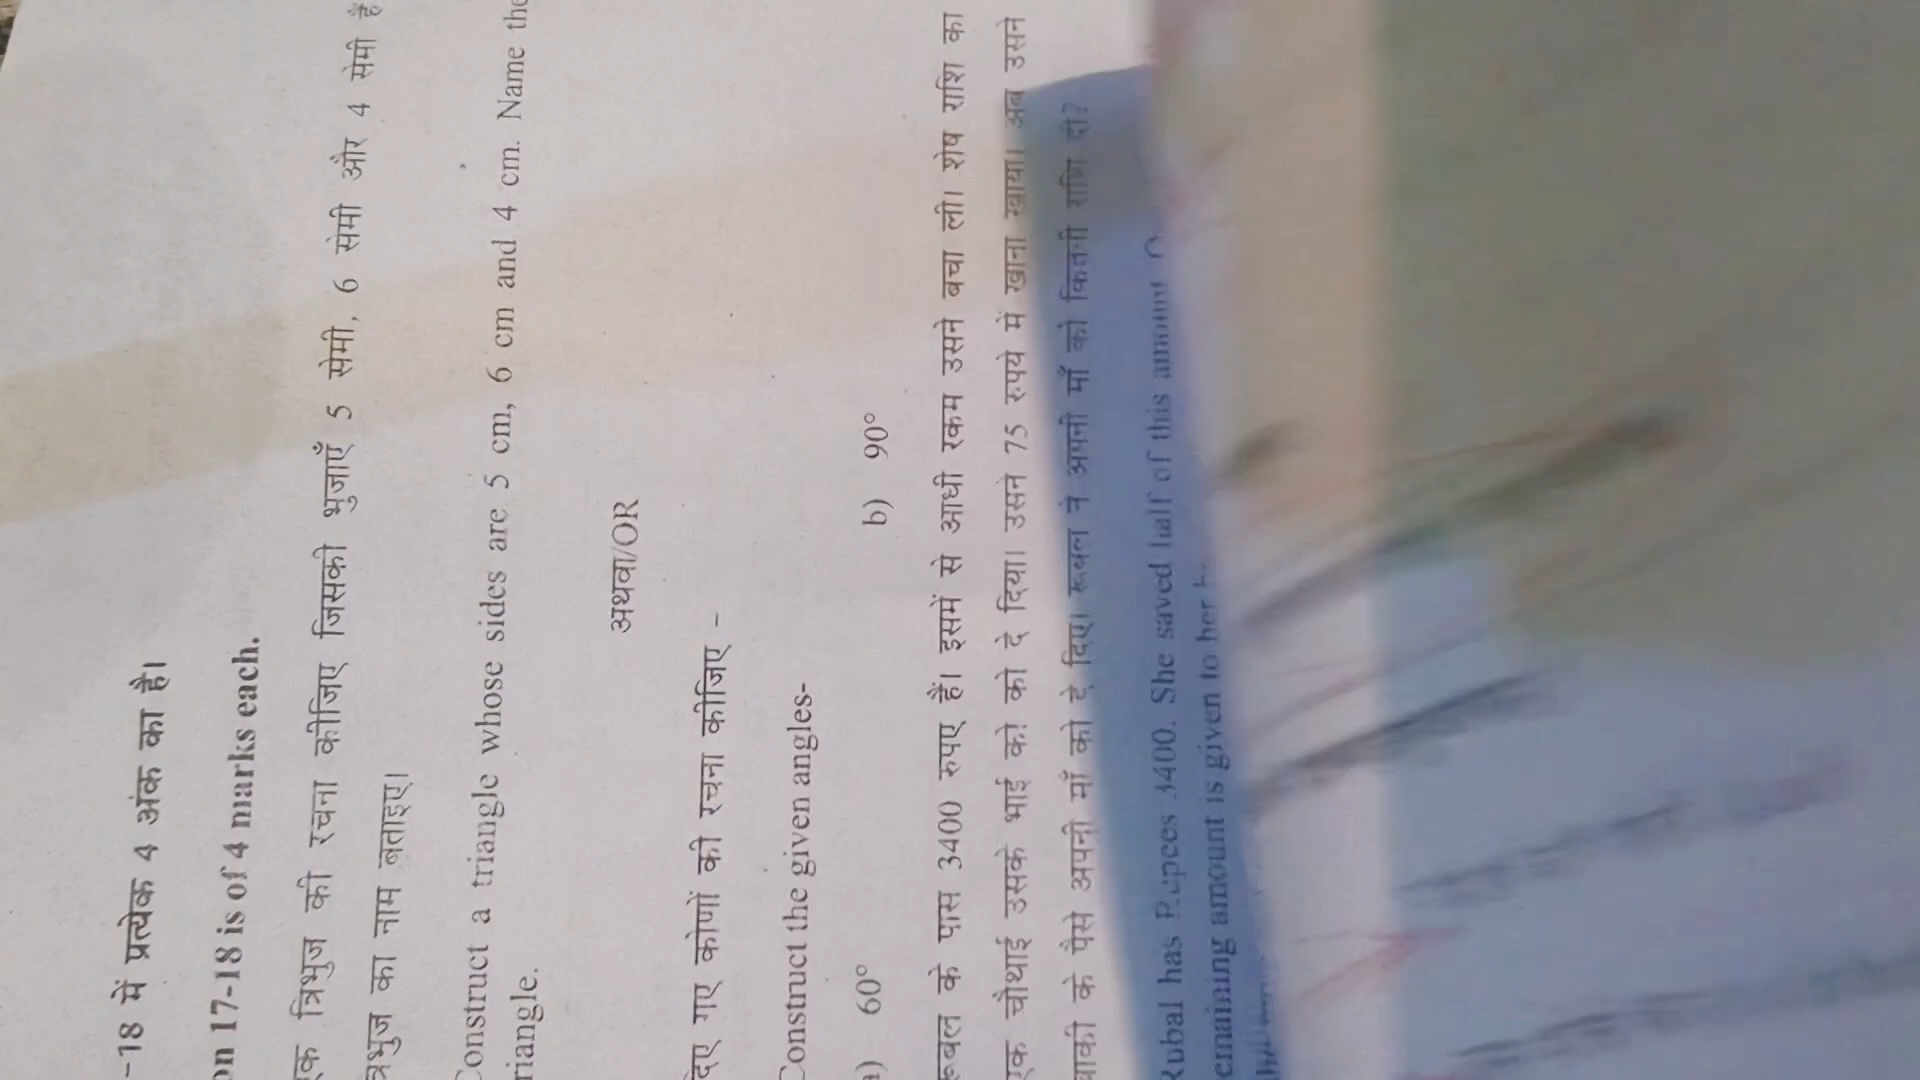 -18 में प्रत्येक 4 अंक का है।
on 17-18 is of 4 marks each.
एक त्रिभुज की रचना कीजिए जिसकी भुजाएँ 5 सेमी, 6 सेमी और 4 सेमी है
त्रिभुज का नाम बताइए।
Construct a triangle whose sides are 5 cm, 6 cm and 4 cm. Name the
riangle.
अथवा/OR
दिए गए कोणों की रचना कीजिए -
Construct the given angles-
a) 60° b) 90°
रूबल के पास 3400 रुपए हैं। इसमें से आधी रकम उसने बचा ली। शेष राशि का
एक चौथाई उसके भाई को को दे दिया। उसने 75 रुपये में खाना खाया। अब उसने
बाकी के पैसे अपनी माँ को दे दिए। रूबल ने अपनी माँ को कितनी राशि दी?
Rubal has Rupees 3400. She saved half of this amount
emaining amount is given to her